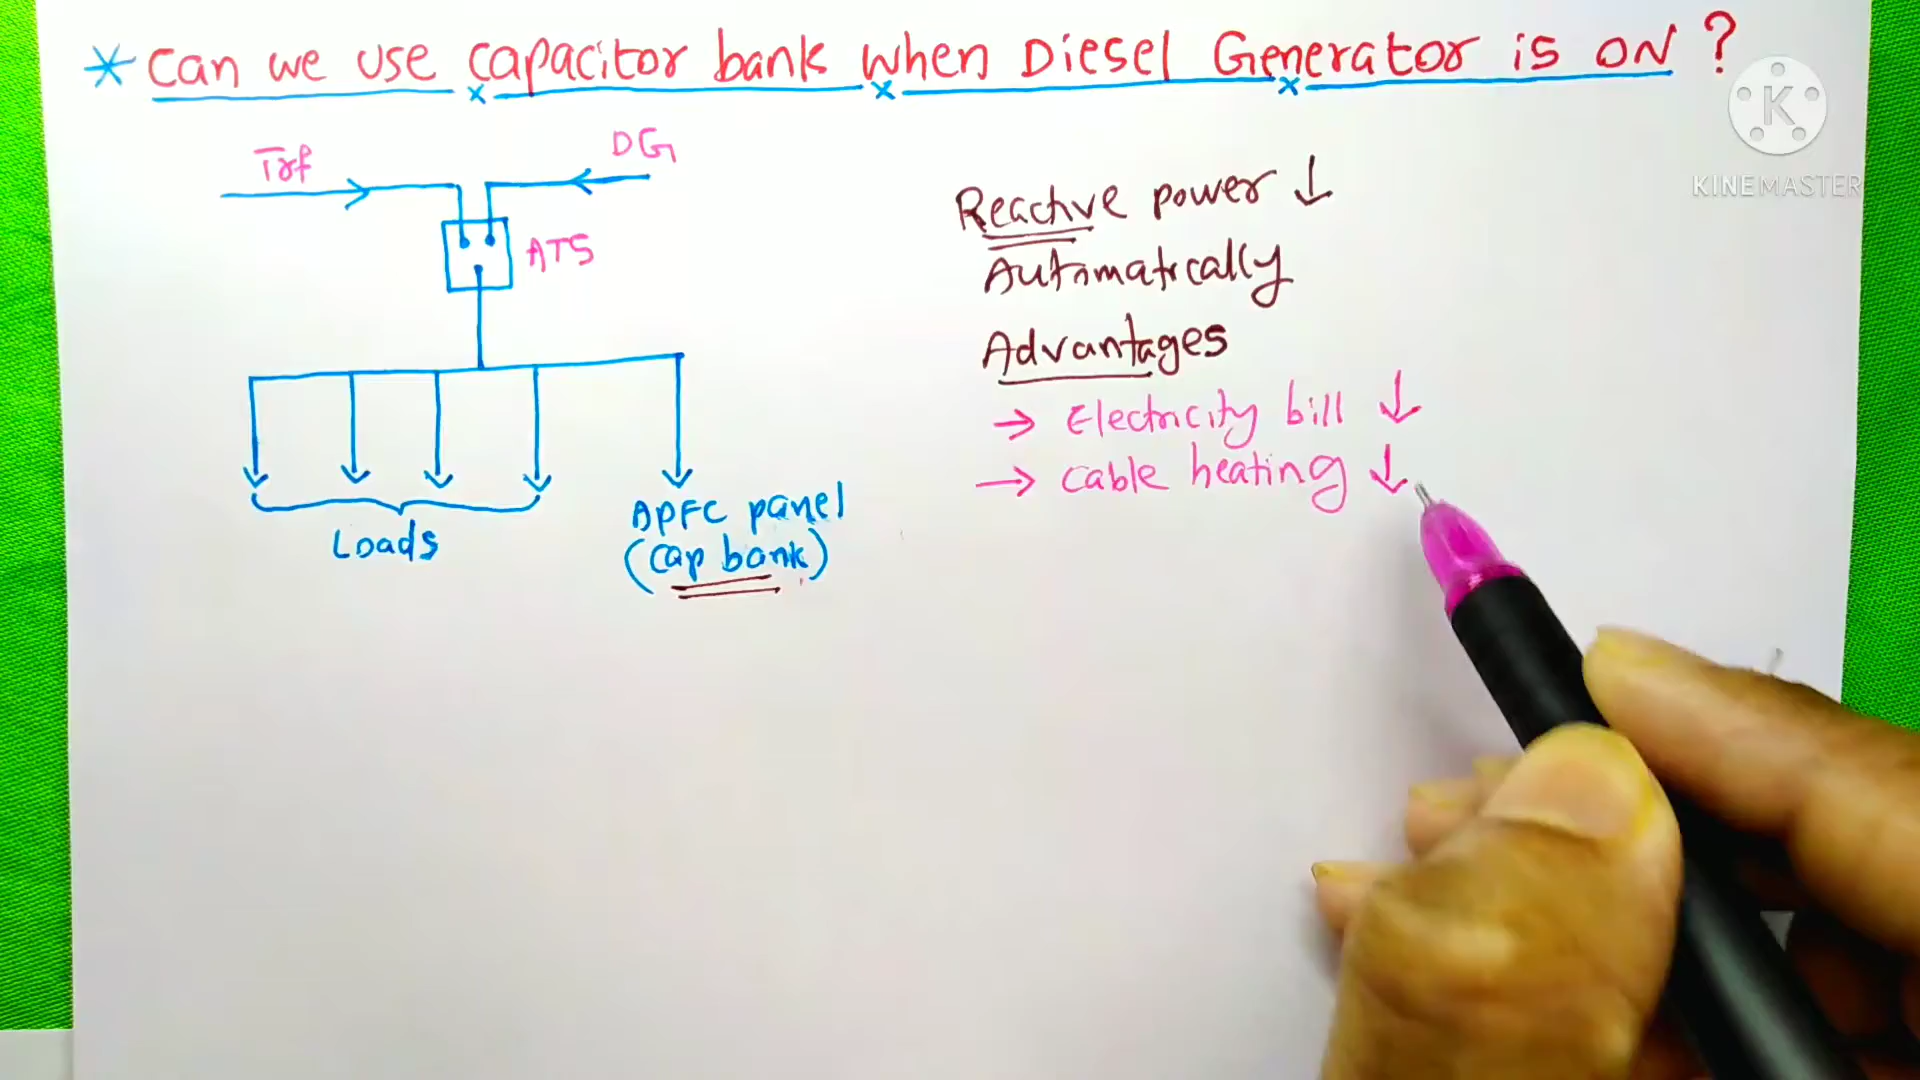 * Can we use capacitor bank when Diesel Generator is ON ?
Trf
DG
ATS
Loads
APFC panel
(cap bank)
Reactive power ↓
Automatically
Advantages
→ Electricity bill ↓
→ cable heating ↓
K
KINEMASTER